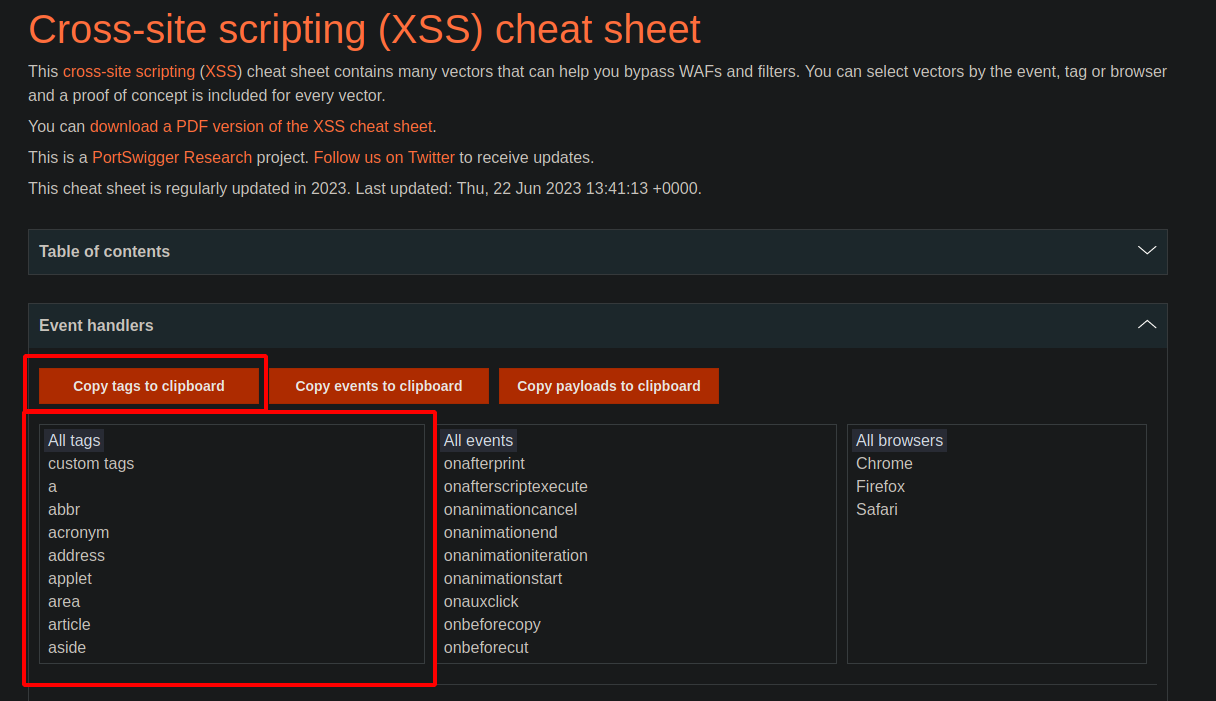 Cross-site scripting (XSS) cheat sheet
This cross-site scripting (XSS) cheat sheet contains many vectors that can help you bypass WAFs and filters. You can select vectors by the event, tag or browser
and a proof of concept is included for every vector.
You can download a PDF version of the XSS cheat sheet.
This is a PortSwigger Research project. Follow us on Twitter to receive updates.
This cheat sheet is regularly updated in 2023. Last updated: Thu, 22 Jun 2023 13:41:13 +0000.
Table of contents
Event handlers
Copy tags to clipboard
Copy events to clipboard
Copy payloads to clipboard
All tags
custom tags
a
abbr
acronym
address
applet
area
article
aside
All events
onafterprint
onafterscriptexecute
onanimationcancel
onanimationend
onanimationiteration
onanimationstart
onauxclick
onbeforecopy
onbeforecut
All browsers
Chrome
Firefox
Safari